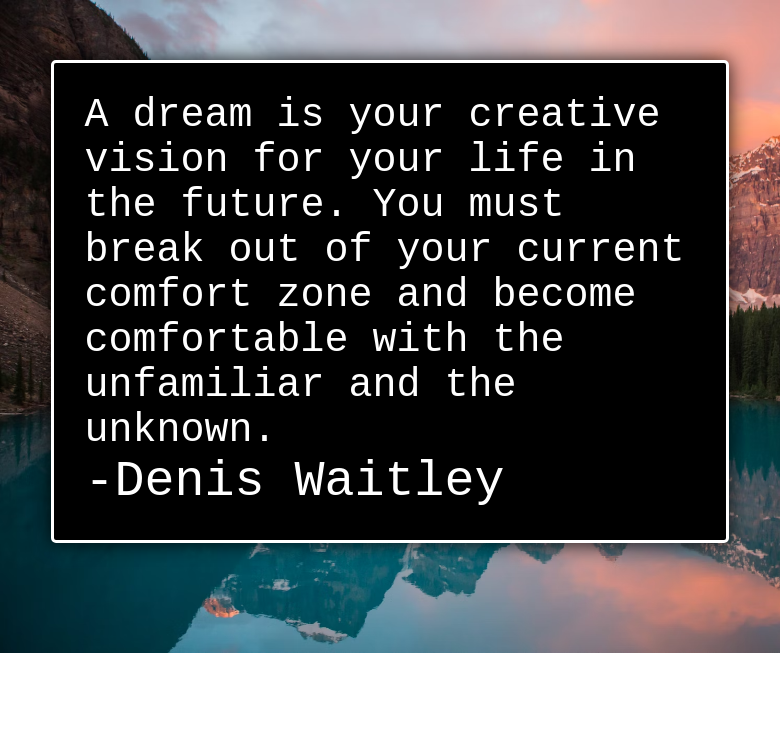 A dream is your creative
vision for your life in
the future. You must
break out of your current
comfort zone and become
comfortable with the
unfamiliar and the
unknown.
-Denis Waitley